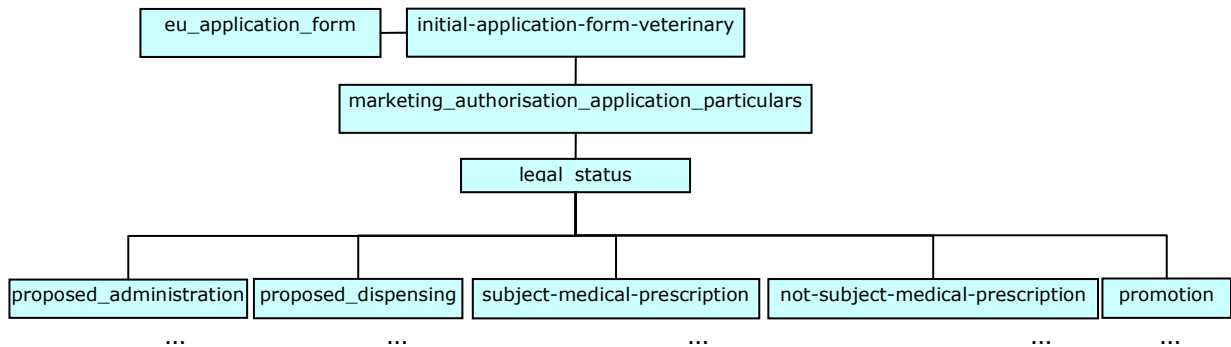 eu_application_form
initial-application-form-veterinary
marketing_authorisation_application_particulars
legal_status
proposed_administration
proposed_dispensing
subject-medical-prescription
not-subject-medical-prescription
promotion
... ... ... ... ...